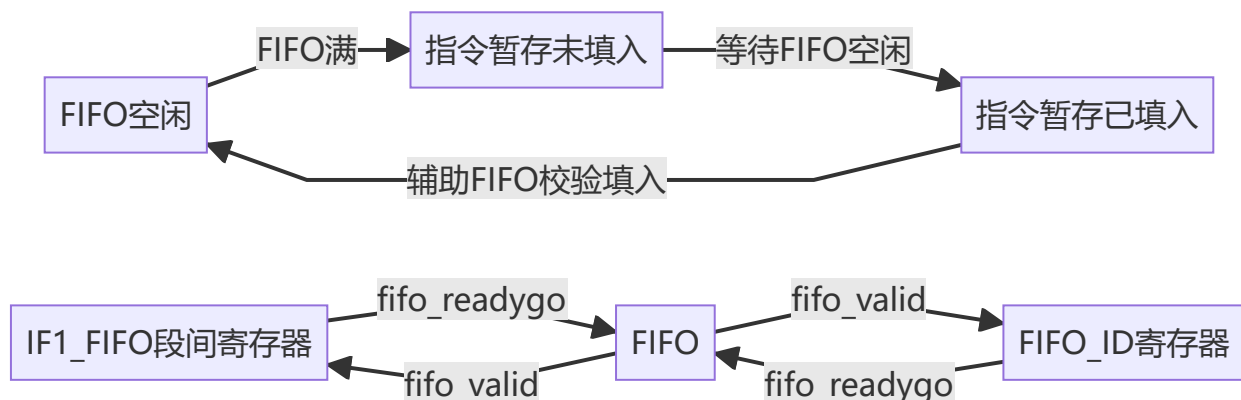 FIFO满
指令暂存未填入
等待FIFO空闲
FIFO空闲
指令暂存已填入
辅助FIFO校验填入
fifo_readygo
fifo_valid
IF1_FIFO段间寄存器
FIFO
FIFO_ID寄存器
fifo_valid
fifo_readygo